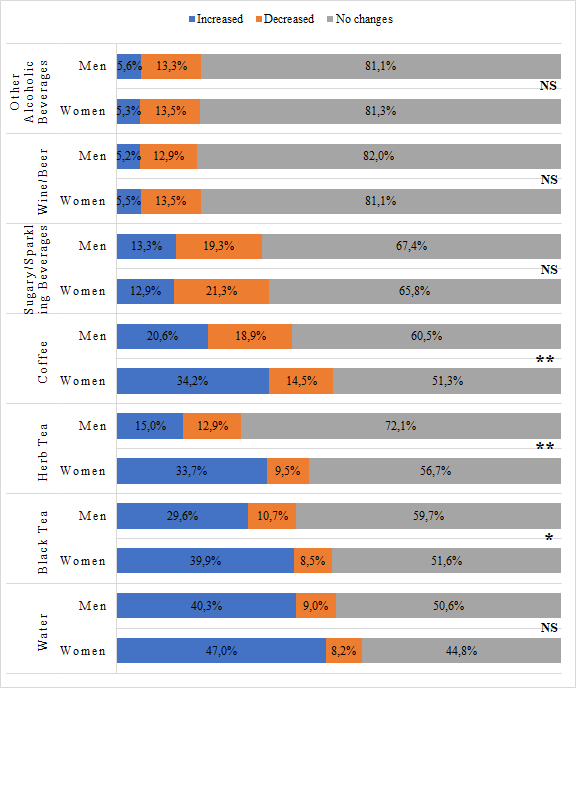 Increased Decreased No changes
Other
Alcoholic
Beverages
Men 5,6% 13,3% 81,1%
NS
Women 5,3% 13,5% 81,3%
Wine/Beer
Men 5,2% 12,9% 82,0%
NS
Women 5,5% 13,5% 81,1%
Sugary/Sparkl
ing Beverages
Men 13,3% 19,3% 67,4%
NS
Women 12,9% 21,3% 65,8%
Coffee
Men 20,6% 18,9% 60,5%
**
Women 34,2% 14,5% 51,3%
Herb Tea
Men 15,0% 12,9% 72,1%
**
Women 33,7% 9,5% 56,7%
Black Tea
Men 29,6% 10,7% 59,7%
*
Women 39,9% 8,5% 51,6%
Water
Men 40,3% 9,0% 50,6%
NS
Women 47,0% 8,2% 44,8%